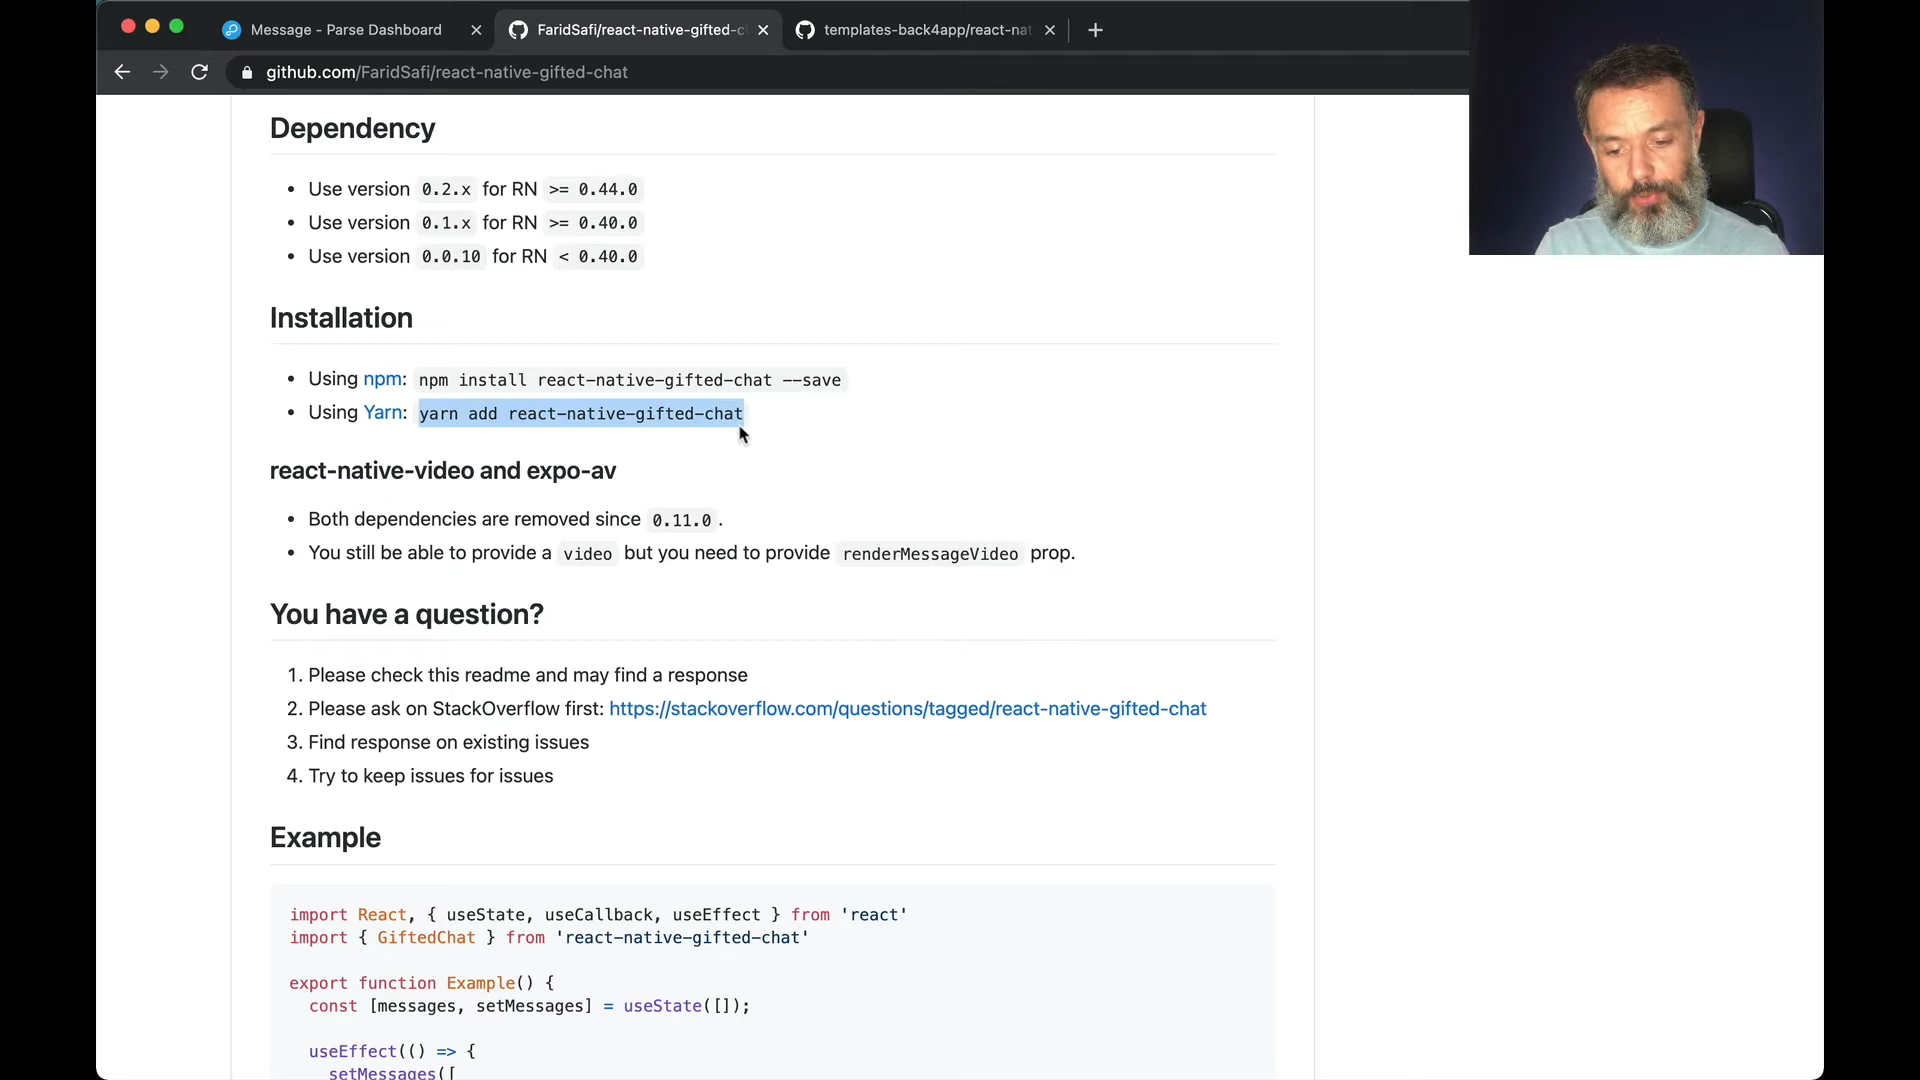 Message - Parse Dashboard
FaridSafi/react-native-gifted-c
templates-back4app/react-nat
github.com/FaridSafi/react-native-gifted-chat
Dependency
• Use version 0.2.x for RN >= 0.44.0
• Use version 0.1.x for RN >= 0.40.0
• Use version 0.0.10 for RN < 0.40.0
Installation
• Using npm: npm install react-native-gifted-chat --save
• Using Yarn: yarn add react-native-gifted-chat
react-native-video and expo-av
• Both dependencies are removed since 0.11.0 .
• You still be able to provide a video but you need to provide renderMessageVideo prop.
You have a question?
1. Please check this readme and may find a response
2. Please ask on StackOverflow first: https://stackoverflow.com/questions/tagged/react-native-gifted-chat
3. Find response on existing issues
4. Try to keep issues for issues
Example
import React, { useState, useCallback, useEffect } from 'react'
import { GiftedChat } from 'react-native-gifted-chat'
export function Example() {
const [messages, setMessages] = useState([]);
useEffect(() => {
setMessages([